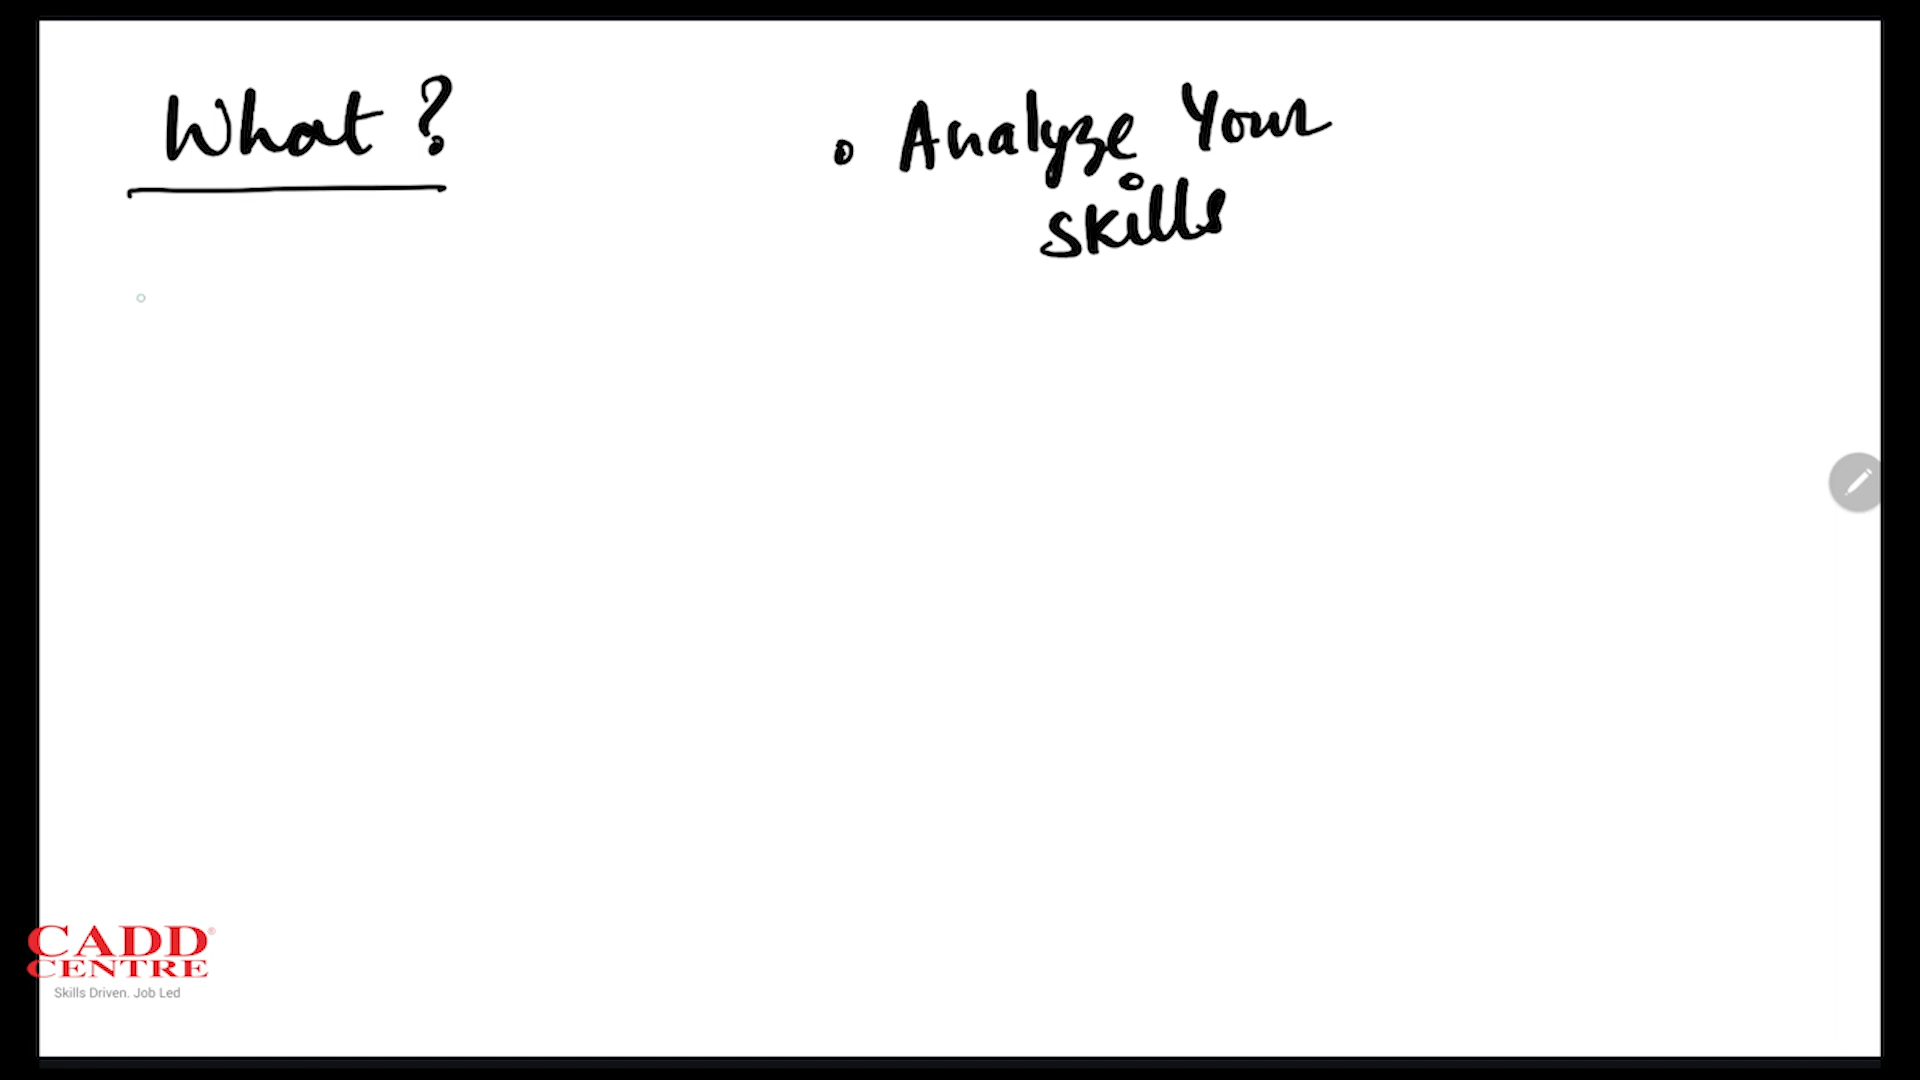 What ?
• Analyze Your
skills
CADD®
CENTRE
Skills Driven. Job Led